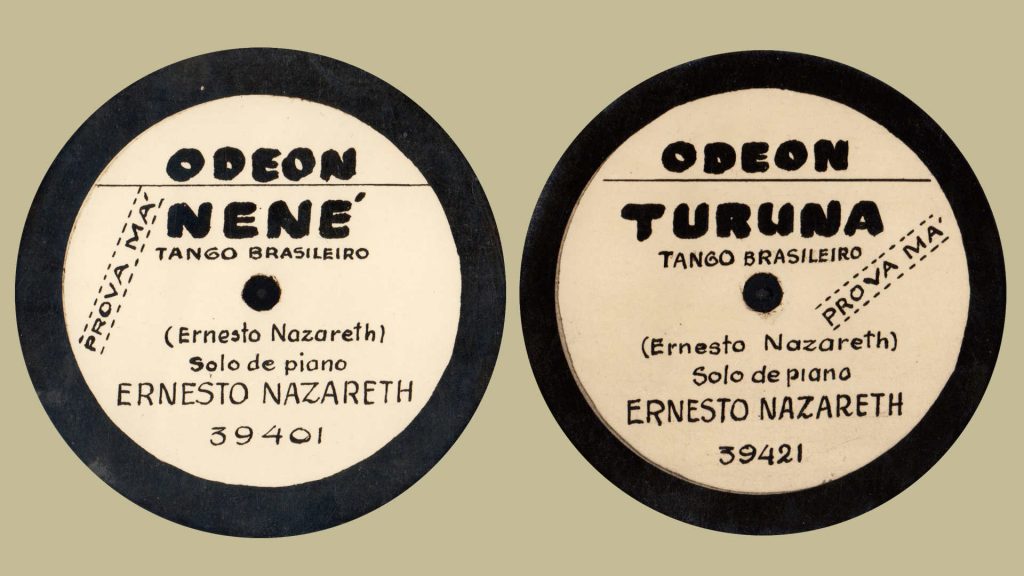 ODEON
NENÉ
TANGO BRASILEIRO
PROVA MÁ
(Ernesto Nazareth)
Solo de piano
ERNESTO NAZARETH
39401
ODEON
TURUNA
TANGO BRASILEIRO
PROVA MÁ
(Ernesto Nazareth)
Solo de piano
ERNESTO NAZARETH
39421